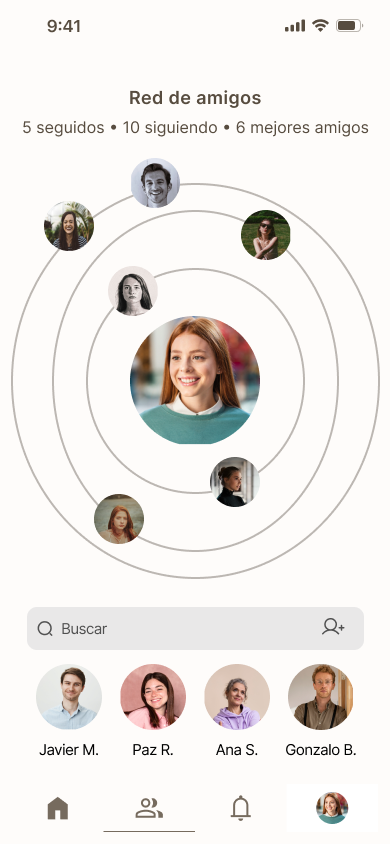 9:41
Red de amigos
5 seguidos • 10 siguiendo • 6 mejores amigos
Buscar
Javier M. Paz R. Ana S. Gonzalo B.